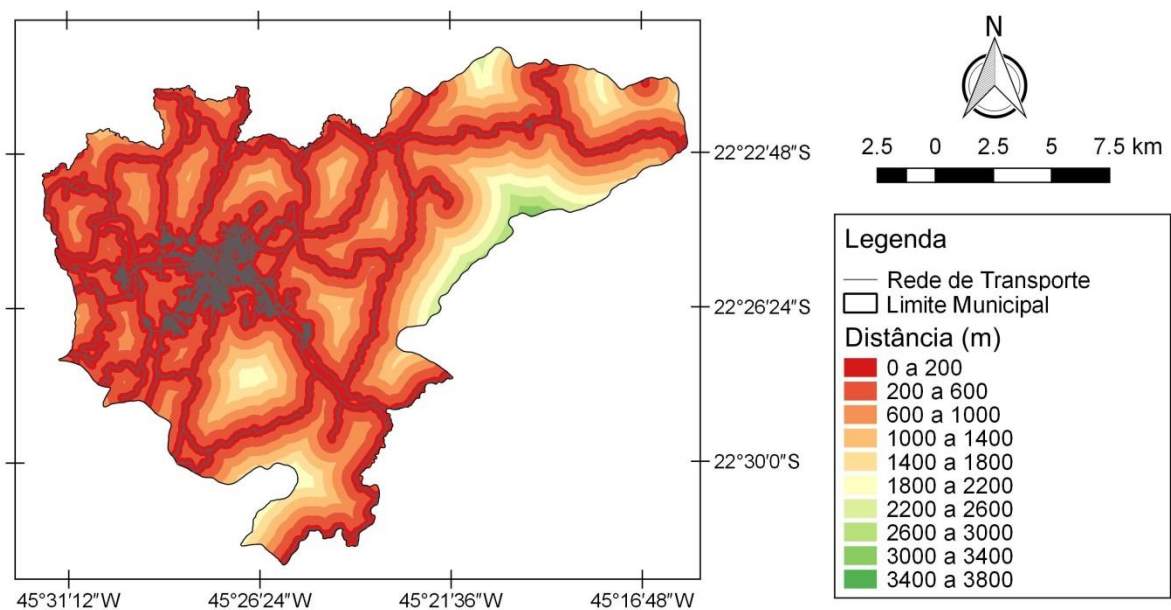 N
2.5 0 2.5 5 7.5 km
22°22'48"S
22°26'24"S
22°30'0"S
45°31'12"W 45°26'24"W 45°21'36"W 45°16'48"W
Legenda
Rede de Transporte
Limite Municipal
Distância (m)
0 a 200
200 a 600
600 a 1000
1000 a 1400
1400 a 1800
1800 a 2200
2200 a 2600
2600 a 3000
3000 a 3400
3400 a 3800